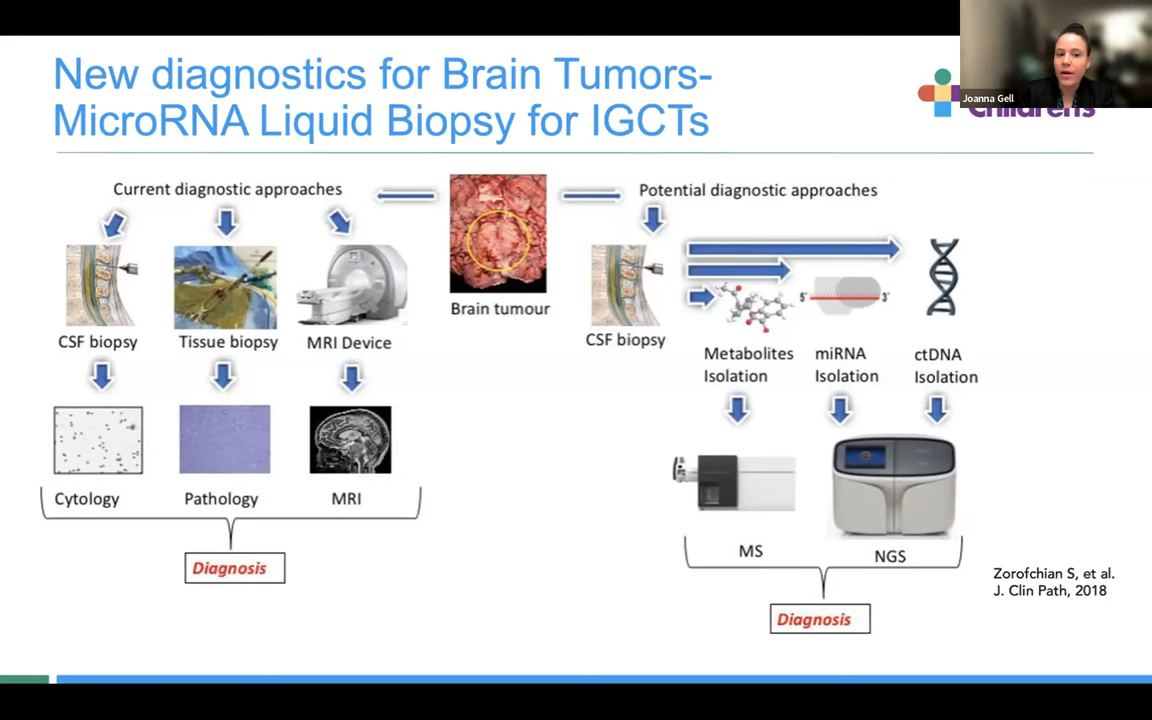 New diagnostics for Brain Tumors-
MicroRNA Liquid Biopsy for IGCTs
Joanna Gell
Children's
Current diagnostic approaches
Potential diagnostic approaches
Brain tumour
5' 3'
CSF biopsy
Tissue biopsy
MRI Device
CSF biopsy
Metabolites
Isolation
miRNA
Isolation
ctDNA
Isolation
Cytology
Pathology
MRI
MS
NGS
Diagnosis
Diagnosis
Zorofchian S, et al.
J. Clin Path, 2018